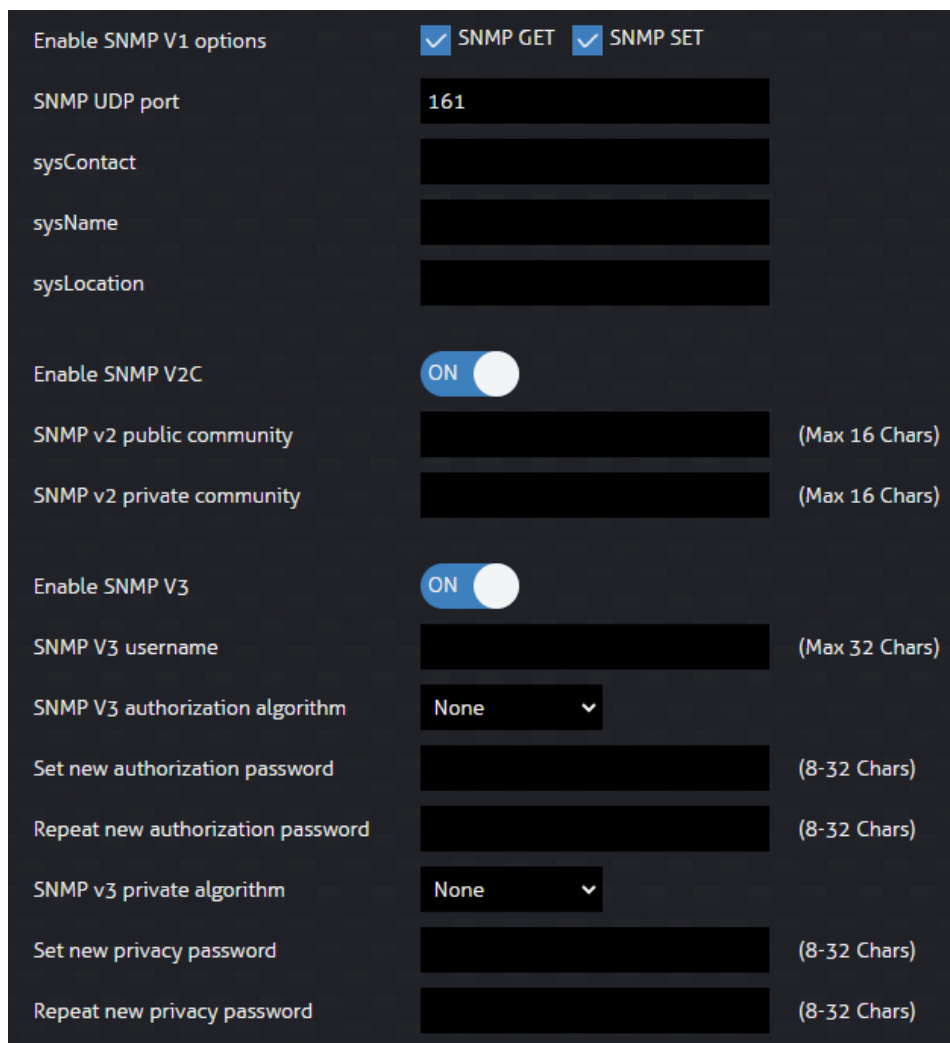 Enable SNMP V1 options SNMP GET SNMP SET
SNMP UDP port 161
sysContact
sysName
sysLocation
Enable SNMP V2C ON
SNMP v2 public community (Max 16 Chars)
SNMP v2 private community (Max 16 Chars)
Enable SNMP V3 ON
SNMP V3 username (Max 32 Chars)
SNMP V3 authorization algorithm None
Set new authorization password (8-32 Chars)
Repeat new authorization password (8-32 Chars)
SNMP v3 private algorithm None
Set new privacy password (8-32 Chars)
Repeat new privacy password (8-32 Chars)